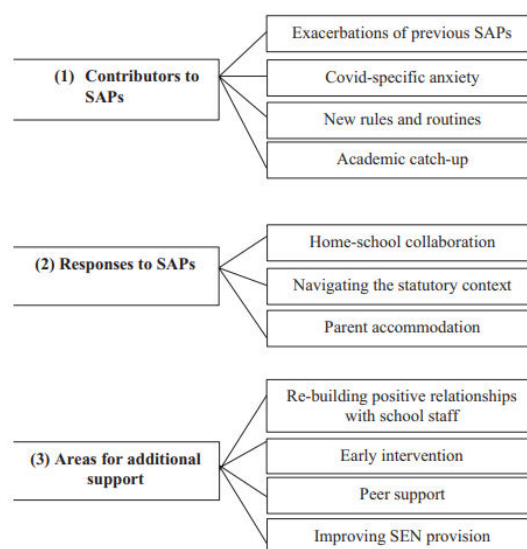 Exacerbations of previous SAPs
(1) Contributors to
SAPs
Covid-specific anxiety
New rules and routines
Academic catch-up
Home-school collaboration
(2) Responses to SAPs
Navigating the statutory context
Parent accommodation
Re-building positive relationships
with school staff
(3) Areas for additional
support
Early intervention
Peer support
Improving SEN provision